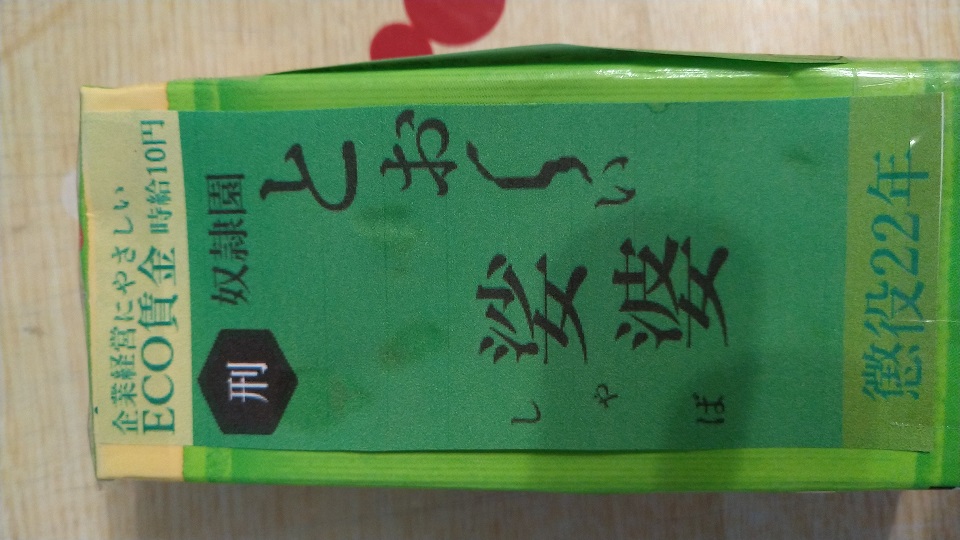 企業経営にやさしい
ECO賃金 時給10円
刑
奴隷園
とお〜い
娑婆
しゃば
懲役22年